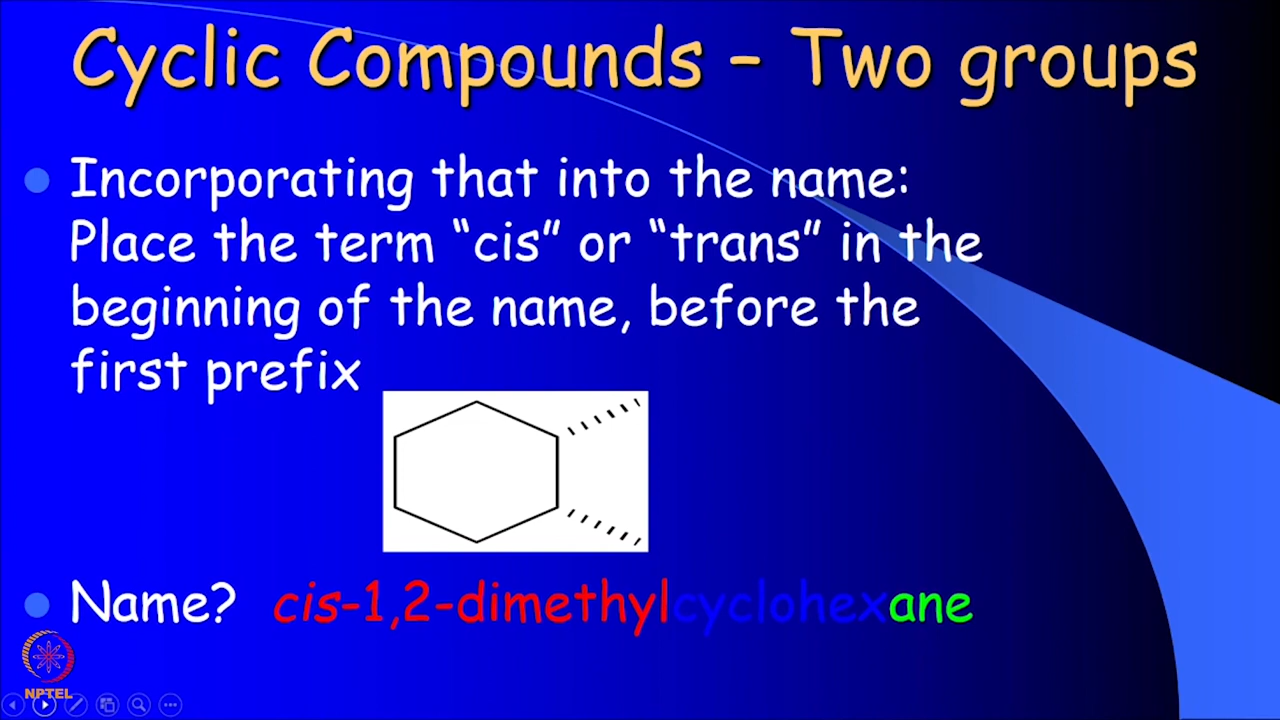 Cyclic Compounds – Two groups
Incorporating that into the name:
Place the term “cis” or “trans” in the
beginning of the name, before the
first prefix
Name? cis-1,2-dimethylcyclohexane
NPTEL